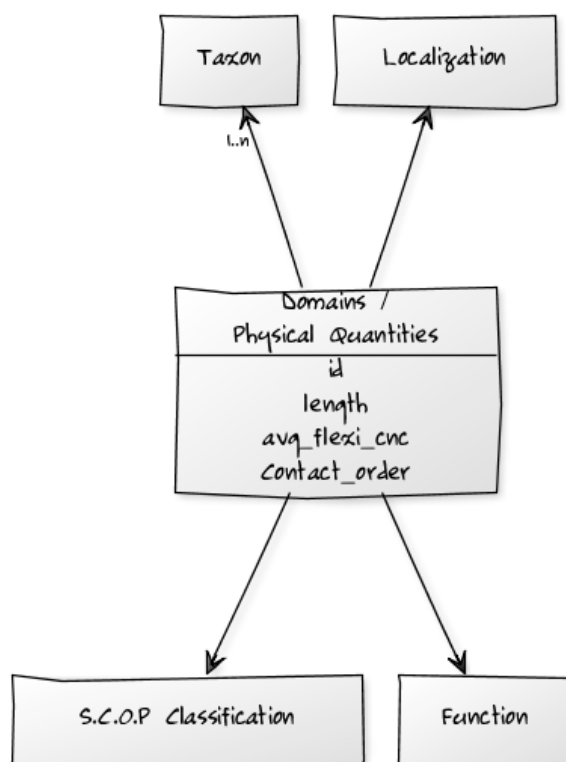 Taxon
Localization
1..n
Domains /
Physical Quantities
id
length
avg_flexi_cnc
Contact_order
S.C.O.P Classification
Function